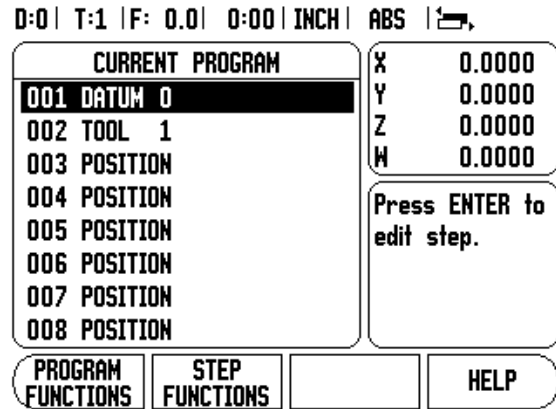 D:0 | T:1 | F: 0.0 | 0:00 | INCH | ABS |
CURRENT PROGRAM
001 DATUM 0
002 TOOL 1
003 POSITION
004 POSITION
005 POSITION
006 POSITION
007 POSITION
008 POSITION
X 0.0000
Y 0.0000
Z 0.0000
W 0.0000
Press ENTER to
edit step.
PROGRAM
FUNCTIONS
STEP
FUNCTIONS
HELP